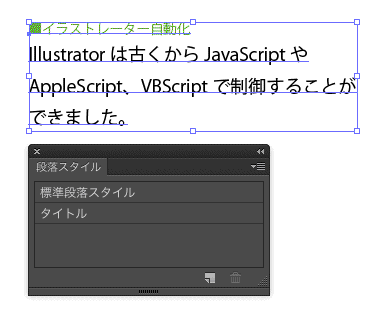 ■イラストレーター自動化
Illustrator は古くから JavaScript や
AppleScript、VBScript で制御することが
できました。
段落スタイル
標準段落スタイル
タイトル